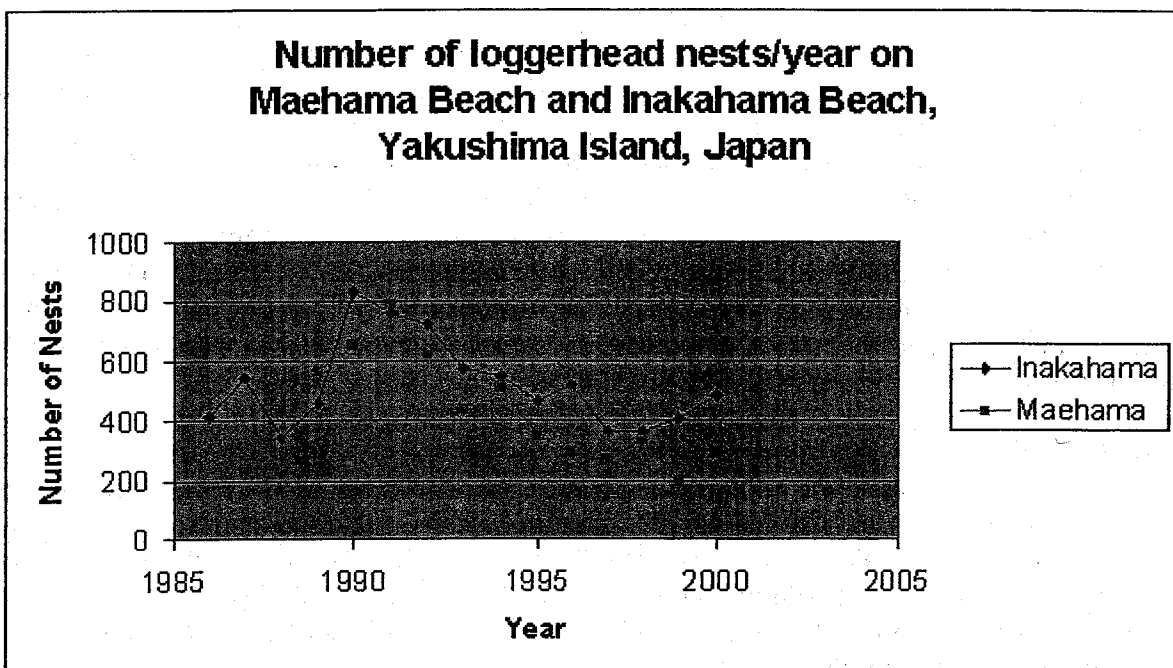 Number of loggerhead nests/year on
Maehama Beach and Inakahama Beach,
Yakushima Island, Japan
1000
800
600
400
200
0
Number of Nests
1985 1990 1995 2000 2005
Year
Inakahama
Maehama